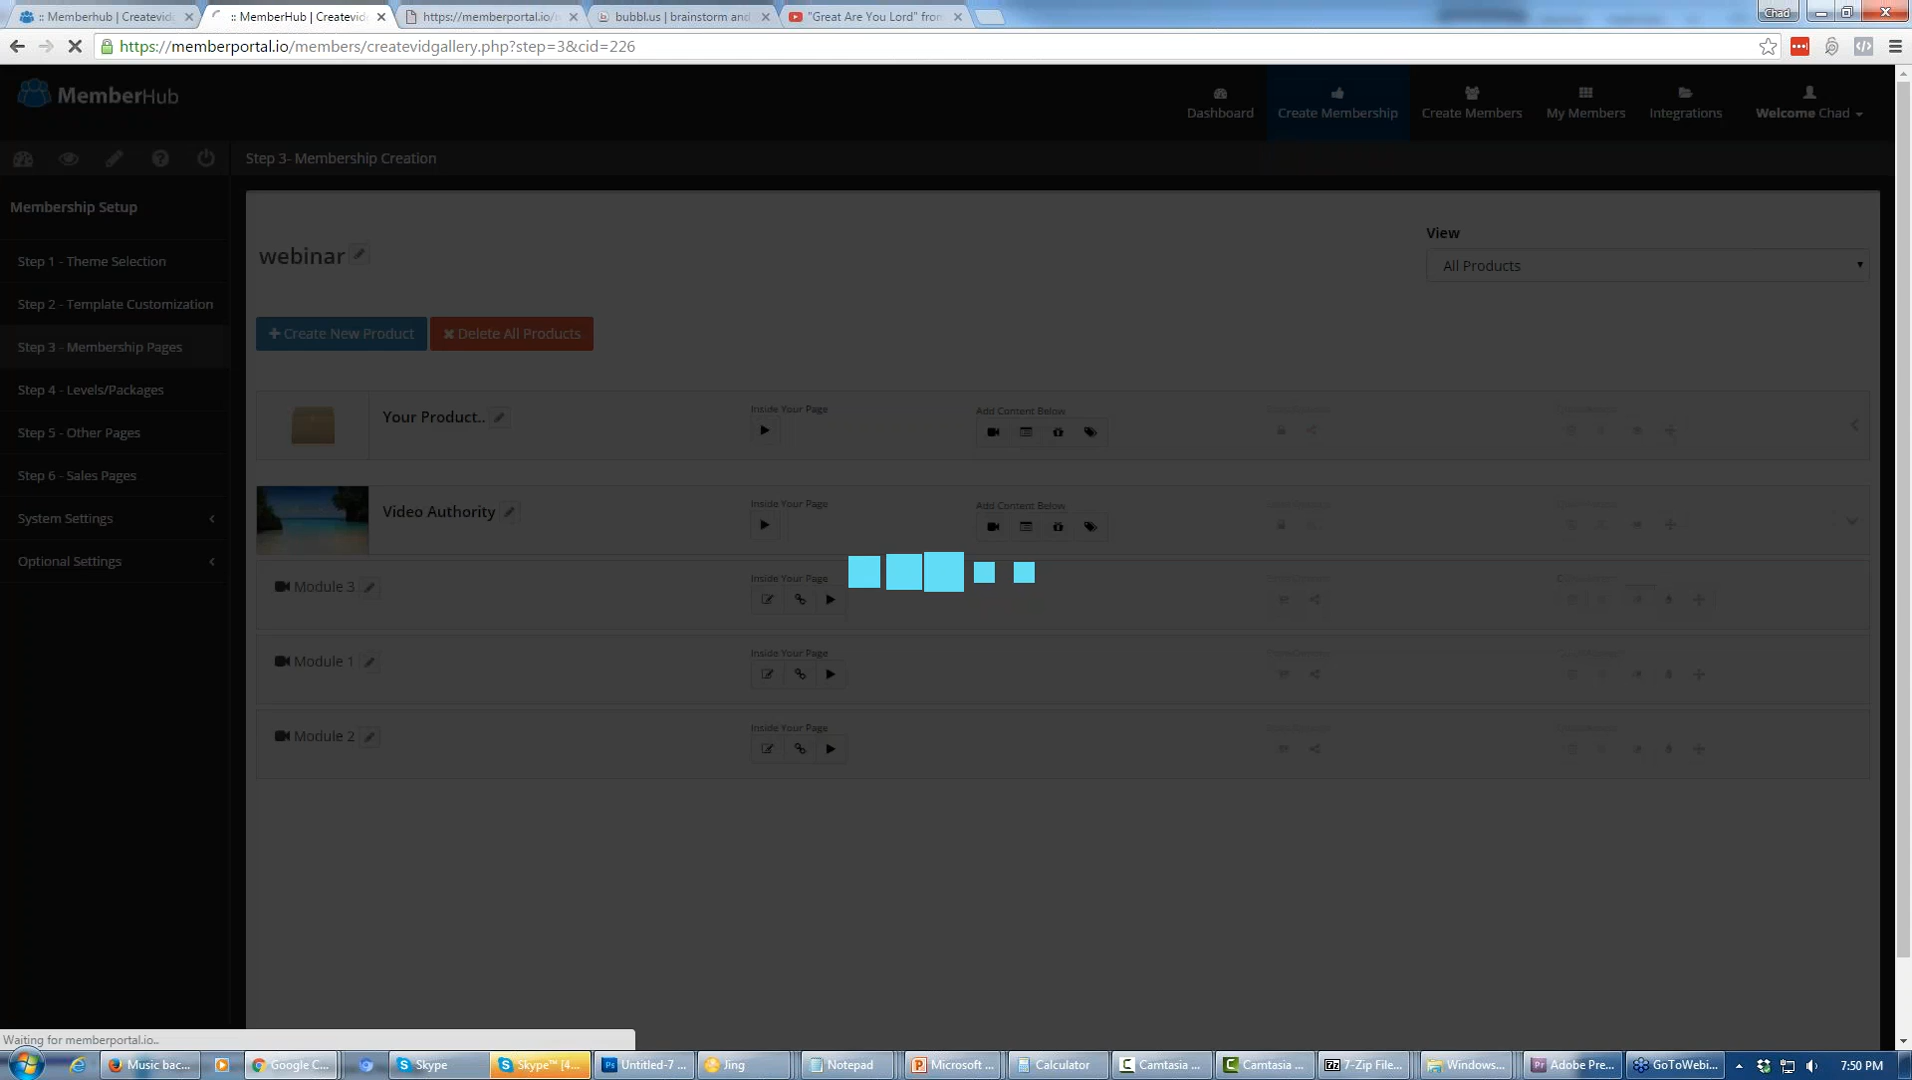 :: MemberHub | Createvid
:: MemberHub | Createvid
https://memberportal.io/
bubbl.us | brainstorm and
"Great Are You Lord" from
Chad
https://memberportal.io/members/createvidgallery.php?step=3&cid=226
MemberHub
Dashboard
Create Membership
Create Members
My Members
Integrations
Welcome Chad
Step 3- Membership Creation
Membership Setup
Step 1 - Theme Selection
Step 2 - Template Customization
Step 3 - Membership Pages
Step 4 - Levels/Packages
Step 5 - Other Pages
Step 6 - Sales Pages
System Settings
Optional Settings
webinar
View
All Products
Create New Product
Delete All Products
Your Product..
Inside Your Page
Add Content Below
Video Authority
Inside Your Page
Add Content Below
Module 3
Inside Your Page
Module 1
Inside Your Page
Module 2
Inside Your Page
Waiting for memberportal.io..
Music bac...
Google C...
Skype
Skype™ [4...
Untitled-7 ...
Jing
Notepad
Microsoft ...
Calculator
Camtasia ...
Camtasia ...
7-Zip File...
Windows...
Adobe Pre...
GoToWebi...
7:50 PM